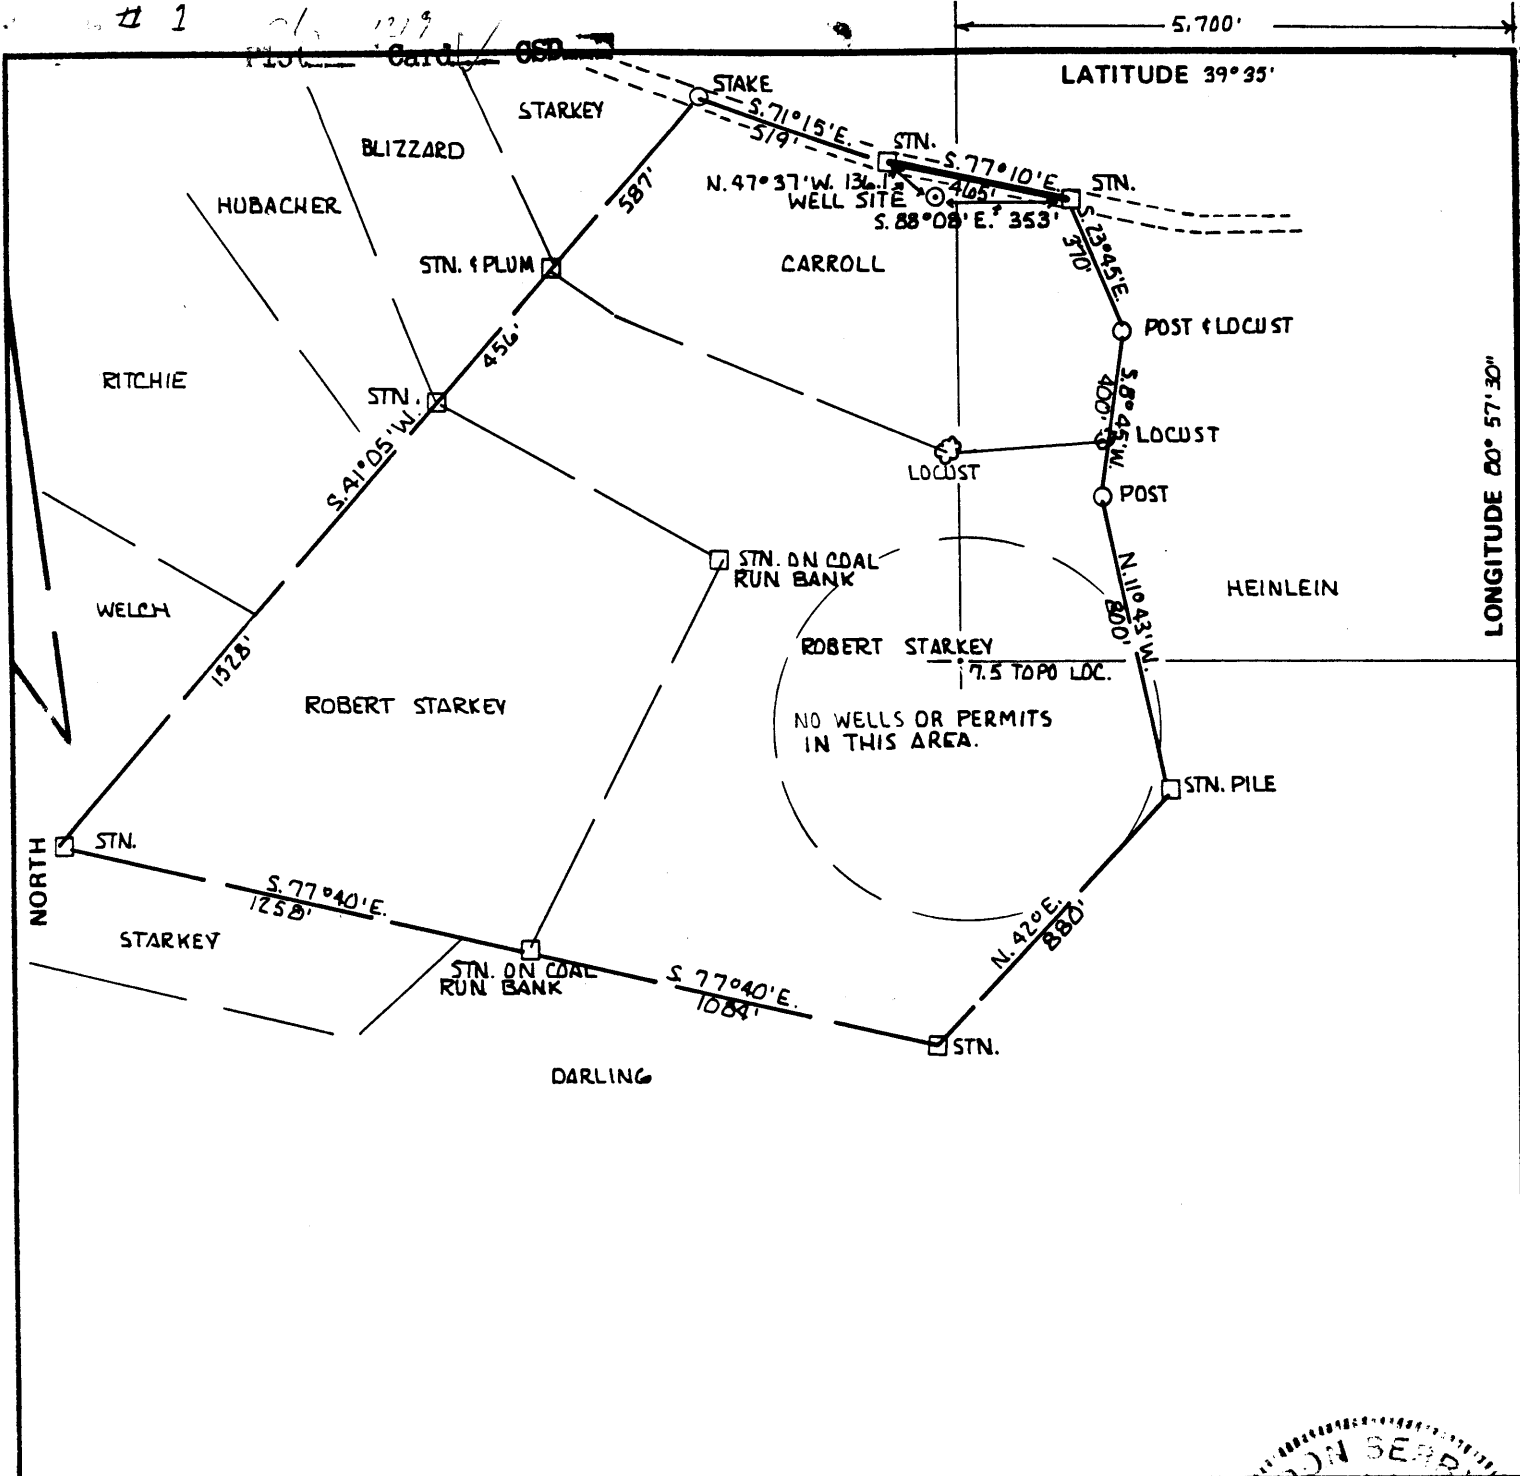 # 1
Card
5,700'
LATITUDE 39°35'
STAKE
STARKEY
S.71°15'E.
519'
BLIZZARD
STN.
S.77°10'E.
465'
STN.
587'
N.47°37'W. 136.1'
WELL SITE
S.88°08'E. 353'
HUBACHER
S.23°45'E.
370'
STN. & PLUM
CARROLL
POST & LOCUST
456'
RITCHIE
STN.
S.8°45'W.
400'
LONGITUDE 80° 57'30"
S.41°05'W.
LOCUST
LOCUST
POST
STN. ON COAL
RUN BANK
N.11°43'W.
800'
HEINLEIN
WELCH
ROBERT STARKEY
7.5 TOPO LOC.
1528'
ROBERT STARKEY
NO WELLS OR PERMITS
IN THIS AREA.
STN. PILE
NORTH
STN.
S.77°40'E.
1258'
N.42°E.
880'
STARKEY
STN. ON COAL
RUN BANK
S.77°40'E.
1084'
STN.
DARLING